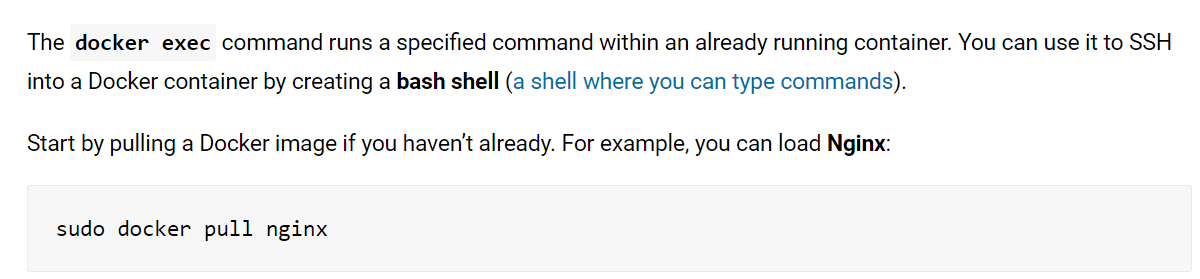 The docker exec command runs a specified command within an already running container. You can use it to SSH
into a Docker container by creating a bash shell (a shell where you can type commands).
Start by pulling a Docker image if you haven’t already. For example, you can load Nginx:
sudo docker pull nginx